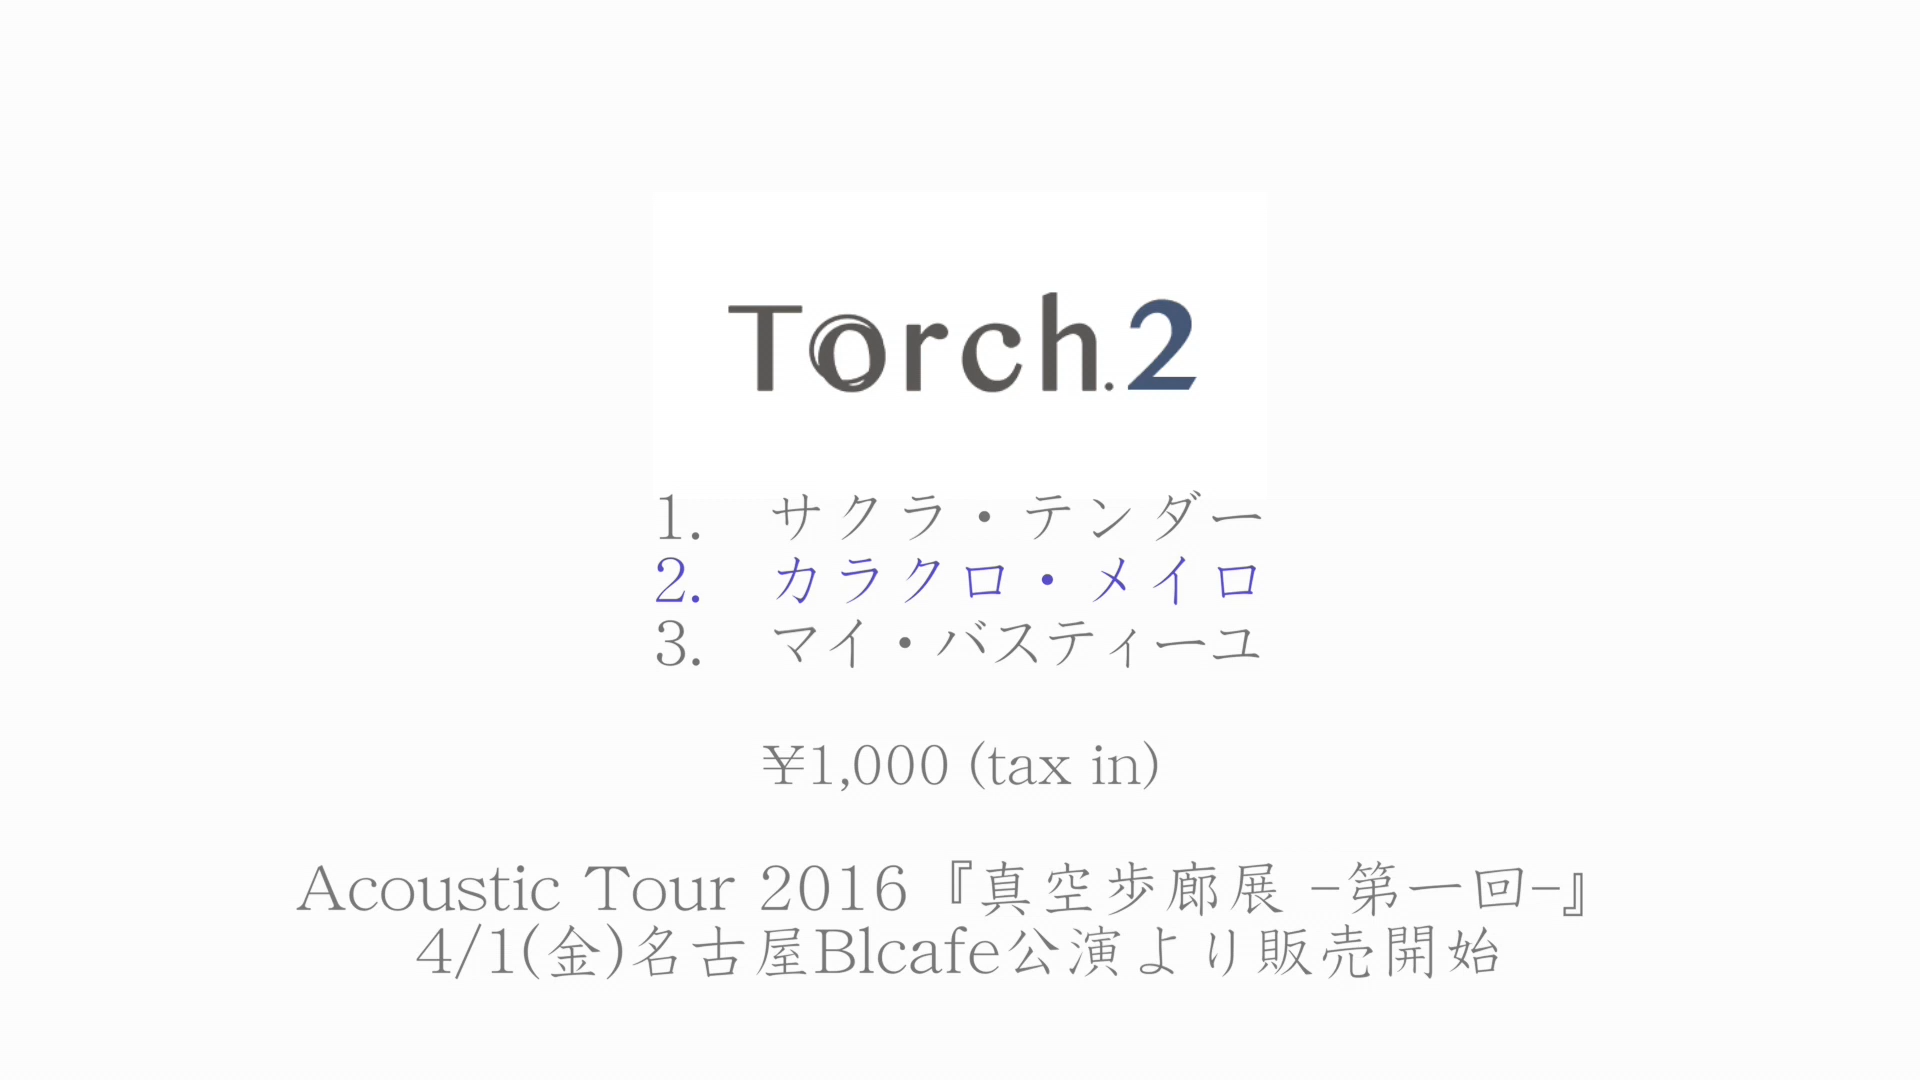 Torch.2
1. サクラ・テンダー
2. カラクロ・メイロ
3. マイ・バスティーユ
¥1,000 (tax in)
Acoustic Tour 2016『真空歩廊展 −第一回−』
4/1(金)名古屋Blcafe公演より販売開始